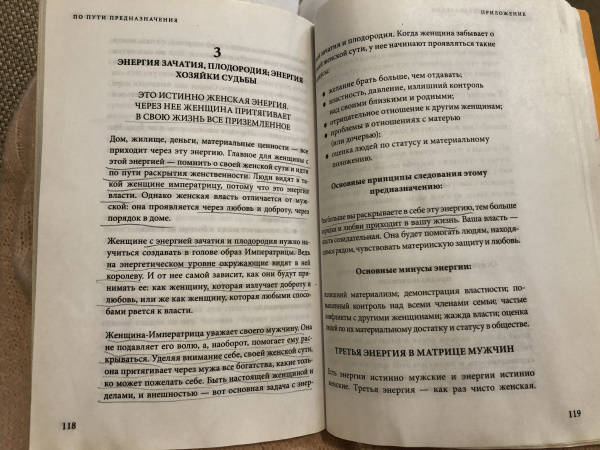 ПО ПУТИ ПРЕДНАЗНАЧЕНИЯ
3
ЭНЕРГИЯ ЗАЧАТИЯ, ПЛОДОРОДИЯ; ЭНЕРГИЯ
ХОЗЯЙКИ СУДЬБЫ
ЭТО ИСТИННО ЖЕНСКАЯ ЭНЕРГИЯ.
ЧЕРЕЗ НЕЕ ЖЕНЩИНА ПРИТЯГИВАЕТ
В СВОЮ ЖИЗНЬ ВСЕ ПРИЗЕМЛЕННОЕ
Дом, жилище, деньги, материальные ценности — все
приходит через эту энергию. Главное для женщины с
этой энергией — помнить о своей женской сути и идти
по пути раскрытия женственности. Люди видят в та-
кой женщине императрицу, потому что это энергия
власти. Однако женская власть отличается от муж-
ской: она проявляется через любовь и доброту, через
порядок в доме.
Женщине с энергией зачатия и плодородия нужно на-
учиться создавать в голове образ Императрицы. Ведь
на энергетическом уровне окружающие видят в ней
королеву. И от нее самой зависит, как они будут при-
нимать ее: как женщину, которая излучает доброту и
любовь, или же как женщину, которая любыми спосо-
бами рвется к власти.
Женщина-Императрица уважает своего мужчину. Она
не подавляет его волю, а, наоборот, помогает ему рас-
крываться. Уделяя внимание себе, своей женской сути,
она притягивает через мужа все богатства, какие толь-
ко может пожелать себе. Быть настоящей женщиной и
делами, и внешностью — вот основная задача с энер-
118
ПРИЛОЖЕНИЕ
зачатия и плодородия. Когда женщина забывает о
женской сути, у нее начинают проявляться такие
желание брать больше, чем отдавать;
властность, давление, излишний контроль
над своими близкими и родными;
отрицательное отношение к другим женщинам;
проблемы в отношениях с матерью
(или дочерью);
оценка людей по статусу и материальному
положению.
Основные принципы следования этому
предназначению:
больше вы раскрываете в себе эту энергию, тем больше
и любви приходит в вашу жизнь. Ваша власть —
созидательная. Она будет помогать людям, находя-
рядом, чувствовать материнскую защиту и любовь.
Основные минусы энергии:
материализм; демонстрация властности; по-
контроль над всеми членами семьи; частые
конфликты с другими женщинами; жажда власти; оценка
людей по их материальному достатку и статусу в обществе.
ТРЕТЬЯ ЭНЕРГИЯ В МАТРИЦЕ МУЖЧИН
Есть энергии истинно мужские и энергии истинно
женские. Третья энергия — как раз чисто женская.
119